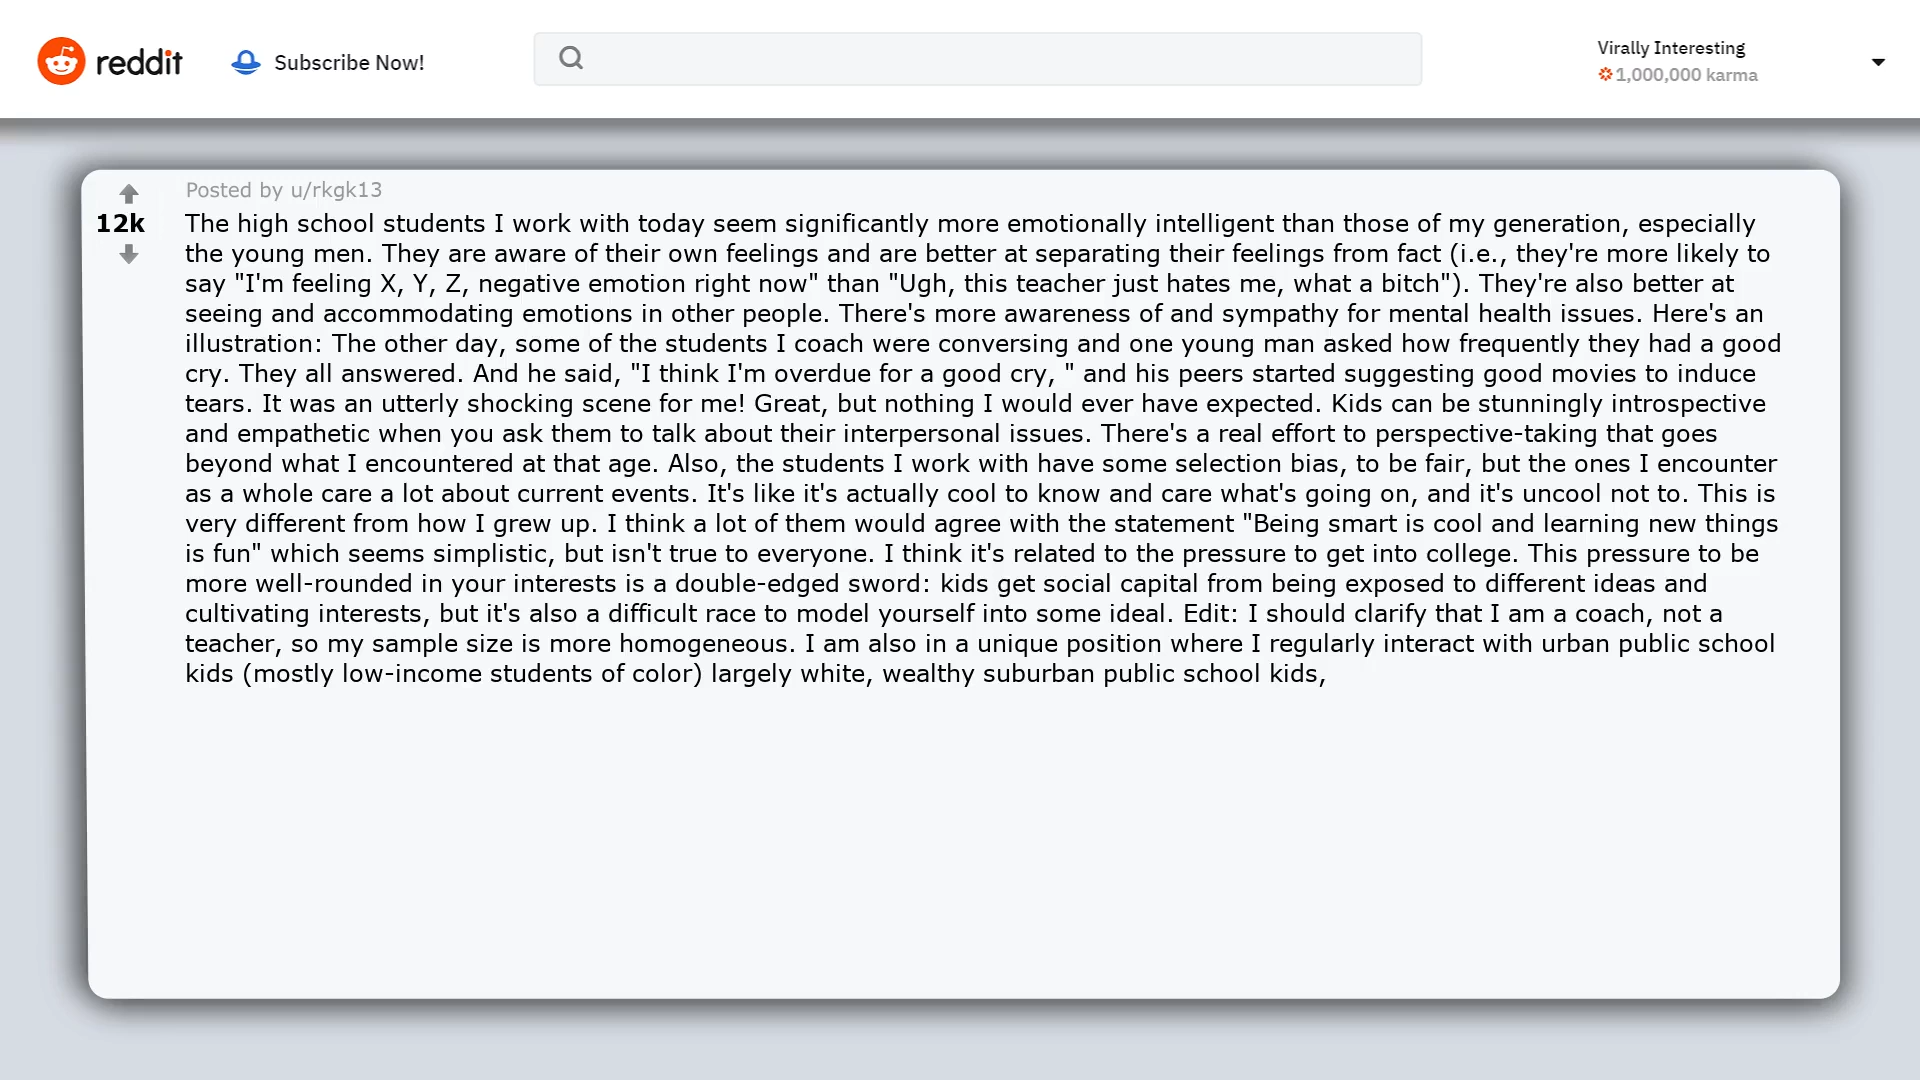 reddit
Subscribe Now!
Virally Interesting
1,000,000 karma
Posted by u/rkgk13
12k
The high school students I work with today seem significantly more emotionally intelligent than those of my generation, especially
the young men. They are aware of their own feelings and are better at separating their feelings from fact (i.e., they're more likely to
say "I'm feeling X, Y, Z, negative emotion right now" than "Ugh, this teacher just hates me, what a bitch"). They're also better at
seeing and accommodating emotions in other people. There's more awareness of and sympathy for mental health issues. Here's an
illustration: The other day, some of the students I coach were conversing and one young man asked how frequently they had a good
cry. They all answered. And he said, "I think I'm overdue for a good cry, " and his peers started suggesting good movies to induce
tears. It was an utterly shocking scene for me! Great, but nothing I would ever have expected. Kids can be stunningly introspective
and empathetic when you ask them to talk about their interpersonal issues. There's a real effort to perspective-taking that goes
beyond what I encountered at that age. Also, the students I work with have some selection bias, to be fair, but the ones I encounter
as a whole care a lot about current events. It's like it's actually cool to know and care what's going on, and it's uncool not to. This is
very different from how I grew up. I think a lot of them would agree with the statement "Being smart is cool and learning new things
is fun" which seems simplistic, but isn't true to everyone. I think it's related to the pressure to get into college. This pressure to be
more well-rounded in your interests is a double-edged sword: kids get social capital from being exposed to different ideas and
cultivating interests, but it's also a difficult race to model yourself into some ideal. Edit: I should clarify that I am a coach, not a
teacher, so my sample size is more homogeneous. I am also in a unique position where I regularly interact with urban public school
kids (mostly low-income students of color) largely white, wealthy suburban public school kids,